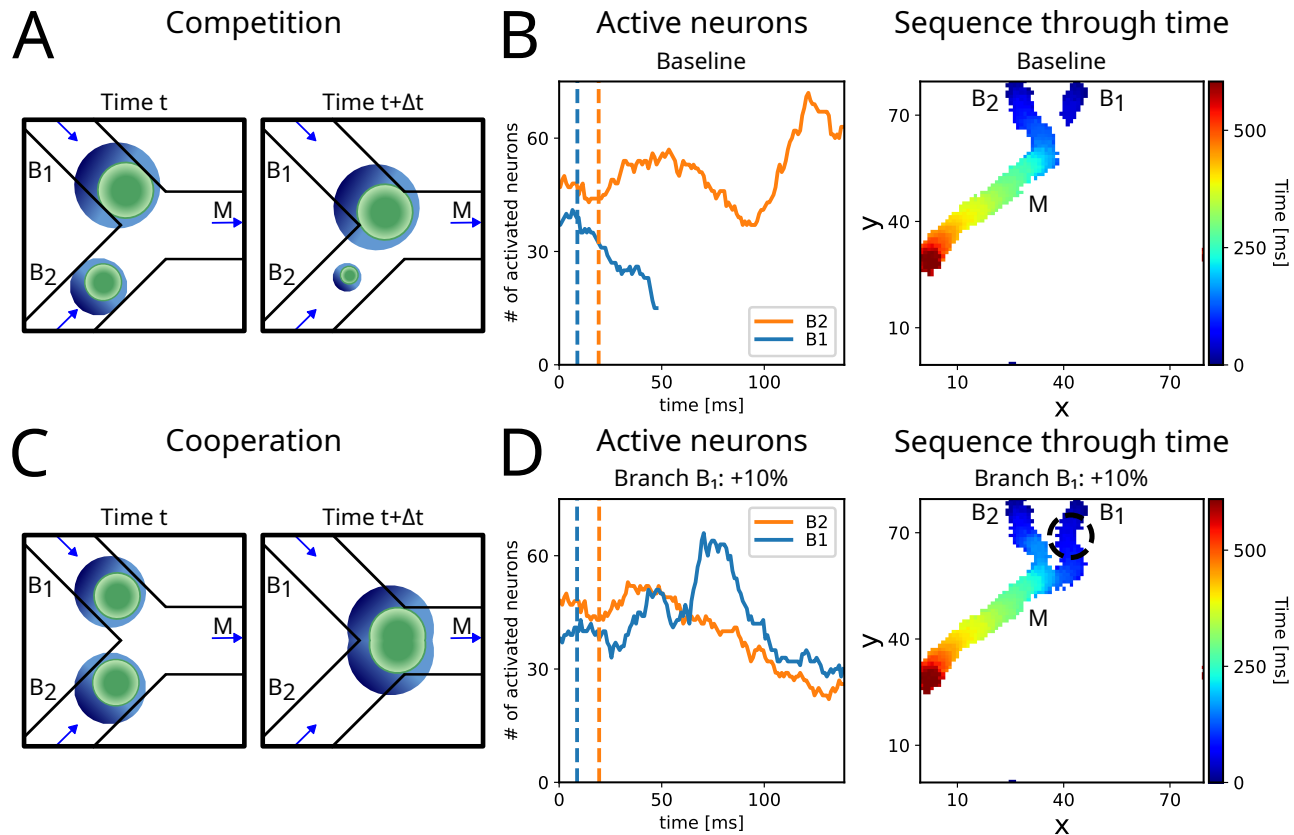 A
Competition
Time t
B1
B2
M
Time t+Δt
M
B
Active neurons
Baseline
# of activated neurons
60
30
0
0
50
100
time [ms]
B2
B1
Sequence through time
Baseline
B₂
B₁
M
y
70
40
10
10
40
70
x
500
250
0
Time [ms]
C
Cooperation
Time t
B1
B2
M
Time t+Δt
M
D
Active neurons
Branch B₁: +10%
# of activated neurons
60
30
0
0
50
100
time [ms]
B2
B1
Sequence through time
Branch B₁: +10%
B₂
B₁
M
y
70
40
10
10
40
70
x
500
250
0
Time [ms]